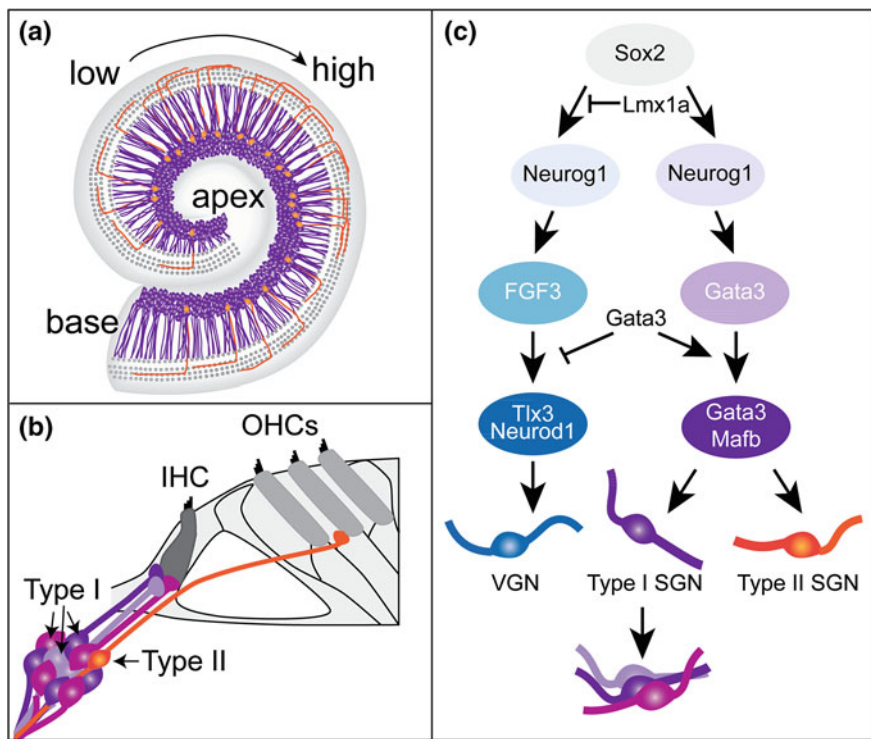 (a)
low
high
apex
base
(b)
OHCs
IHC
Type I
Type II
(c)
Sox2
Lmx1a
Neurog1
Neurog1
FGF3
Gata3
Gata3
Tlx3
Neurod1
Gata3
Mafb
VGN
Type I SGN
Type II SGN